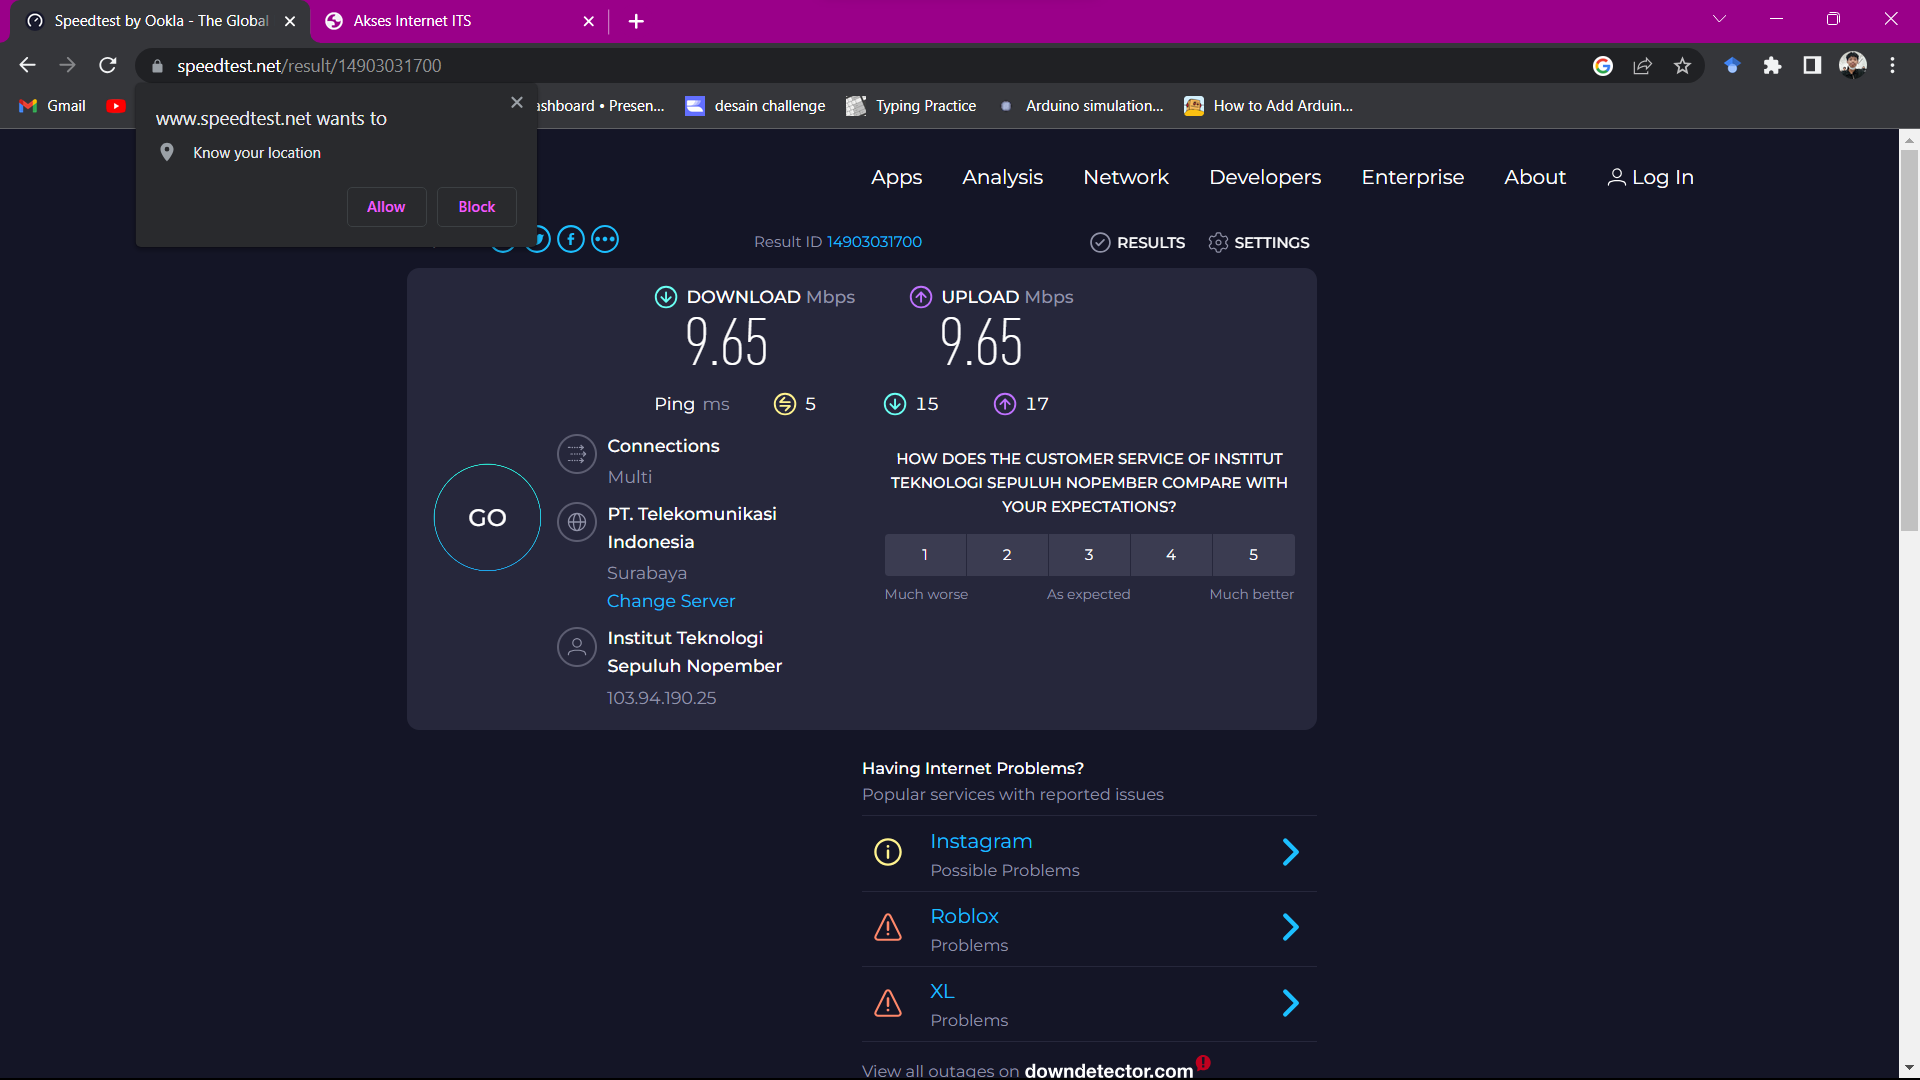 Speedtest by Ookla - The Global
Akses Internet ITS
speedtest.net/result/14903031700
Gmail
ashboard • Presen...
desain challenge
Typing Practice
Arduino simulation...
How to Add Arduin...
www.speedtest.net wants to
Know your location
Allow
Block
Apps
Analysis
Network
Developers
Enterprise
About
Log In
Result ID 14903031700
RESULTS
SETTINGS
DOWNLOAD Mbps
9.65
UPLOAD Mbps
9.65
Ping ms
5
15
17
GO
Connections
Multi
PT. Telekomunikasi
Indonesia
Surabaya
Change Server
Institut Teknologi
Sepuluh Nopember
103.94.190.25
HOW DOES THE CUSTOMER SERVICE OF INSTITUT
TEKNOLOGI SEPULUH NOPEMBER COMPARE WITH
YOUR EXPECTATIONS?
1 2 3 4 5
Much worse
As expected
Much better
Having Internet Problems?
Popular services with reported issues
Instagram
Possible Problems
Roblox
Problems
XL
Problems
View all outages on downdetector.com